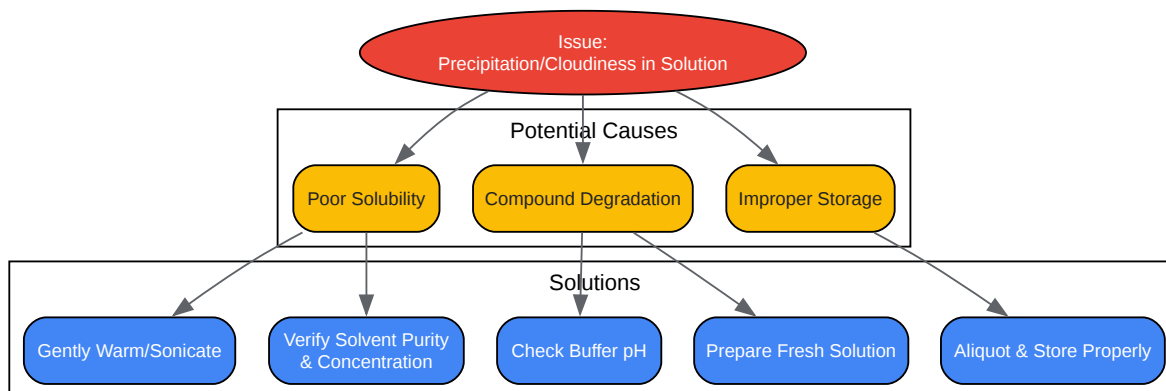 Issue:
Precipitation/Cloudiness in Solution
Potential Causes
Poor Solubility
Compound Degradation
Improper Storage
Solutions
Gently Warm/Sonicate
Verify Solvent Purity
& Concentration
Check Buffer pH
Prepare Fresh Solution
Aliquot & Store Properly